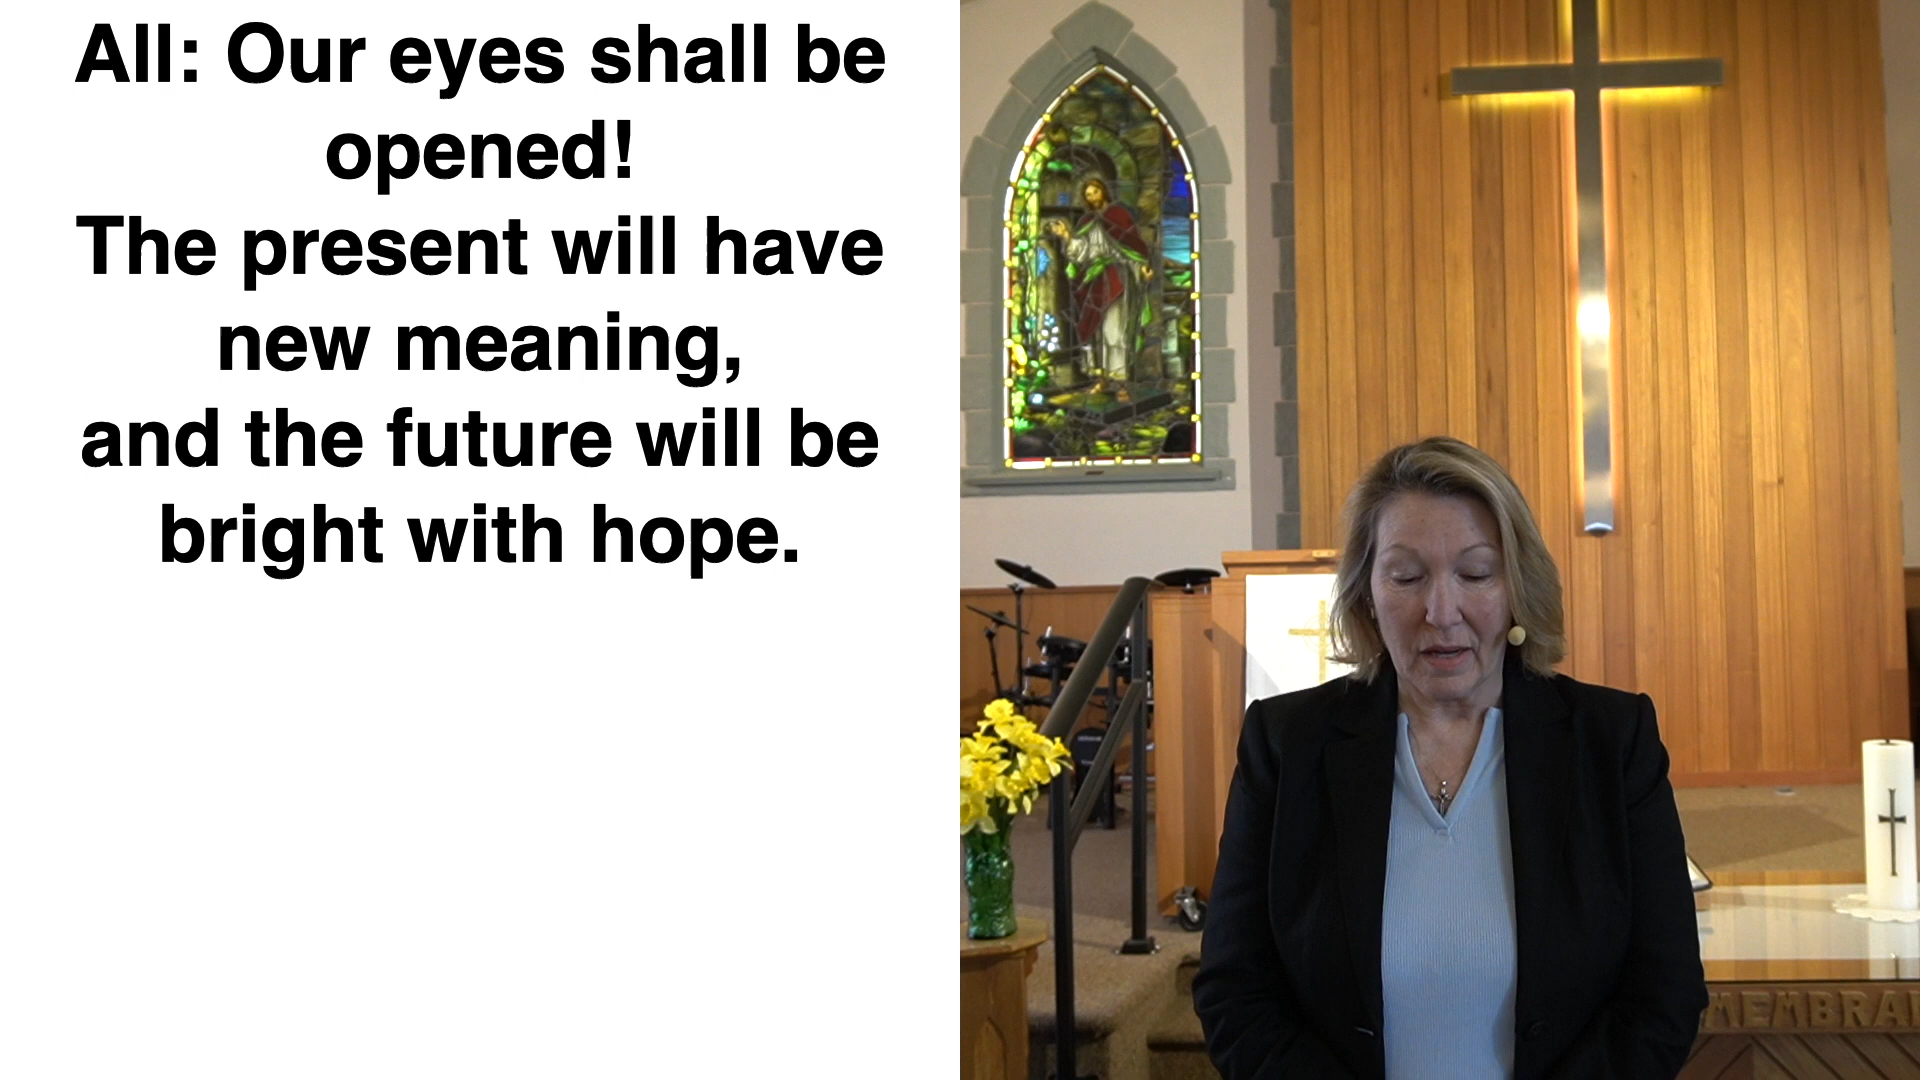 All: Our eyes shall be
opened!
The present will have
new meaning,
and the future will be
bright with hope.
MEMBRA